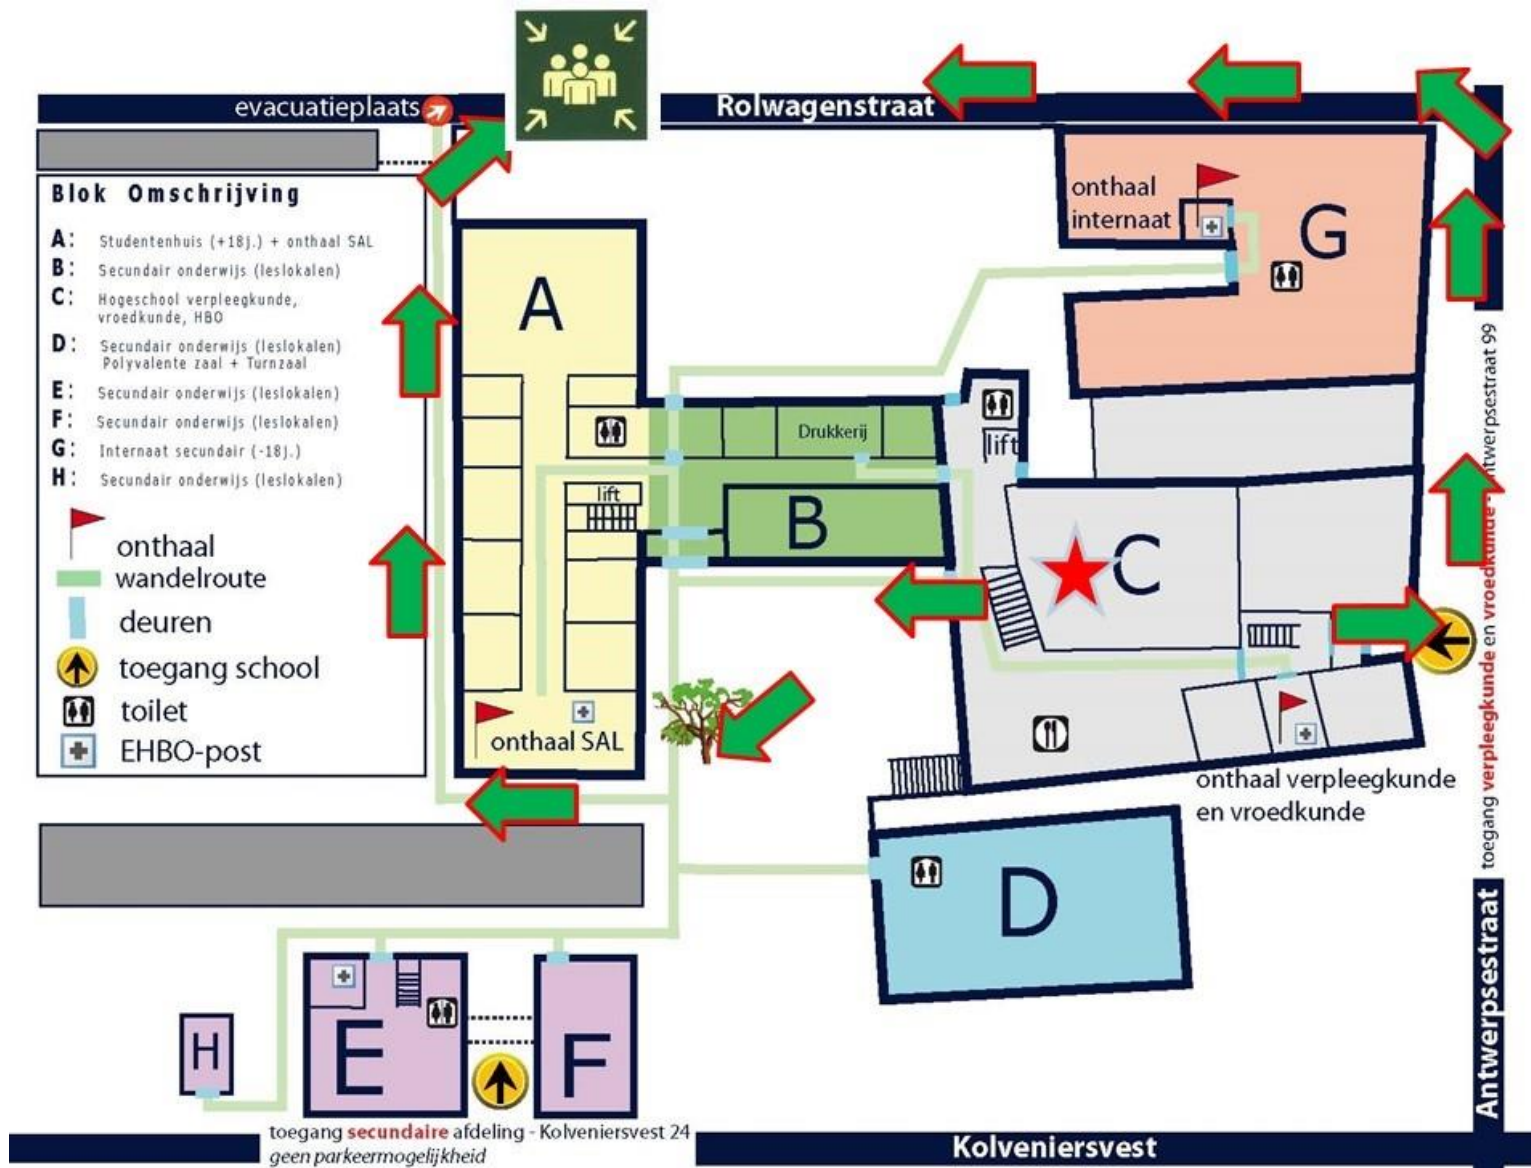 evacuatieplaats
Rolwagenstraat
Blok Omschrijving
A: Studentenhuis (+18j.) + onthaal SAL
B: Secundair onderwijs (leslokalen)
C: Hogeschool verpleegkunde,
vroedkunde, HBO
D: Secundair onderwijs (leslokalen)
Polyvalente zaal + Turnzaal
E: Secundair onderwijs (leslokalen)
F: Secundair onderwijs (leslokalen)
G: Internaat secundair (-18j.)
H: Secundair onderwijs (leslokalen)
onthaal
wandelroute
deuren
toegang school
toilet
EHBO-post
A
lift
onthaal SAL
Drukkerij
B
onthaal
internaat
G
lift
C
onthaal verpleegkunde
en vroedkunde
D
H
E
F
toegang secundaire afdeling - Kolveniersvest 24
geen parkeermogelijkheid
Kolveniersvest
toegang verpleegkunde en vroedkunde - ntwerpsestraat 99
Antwerpsestraat